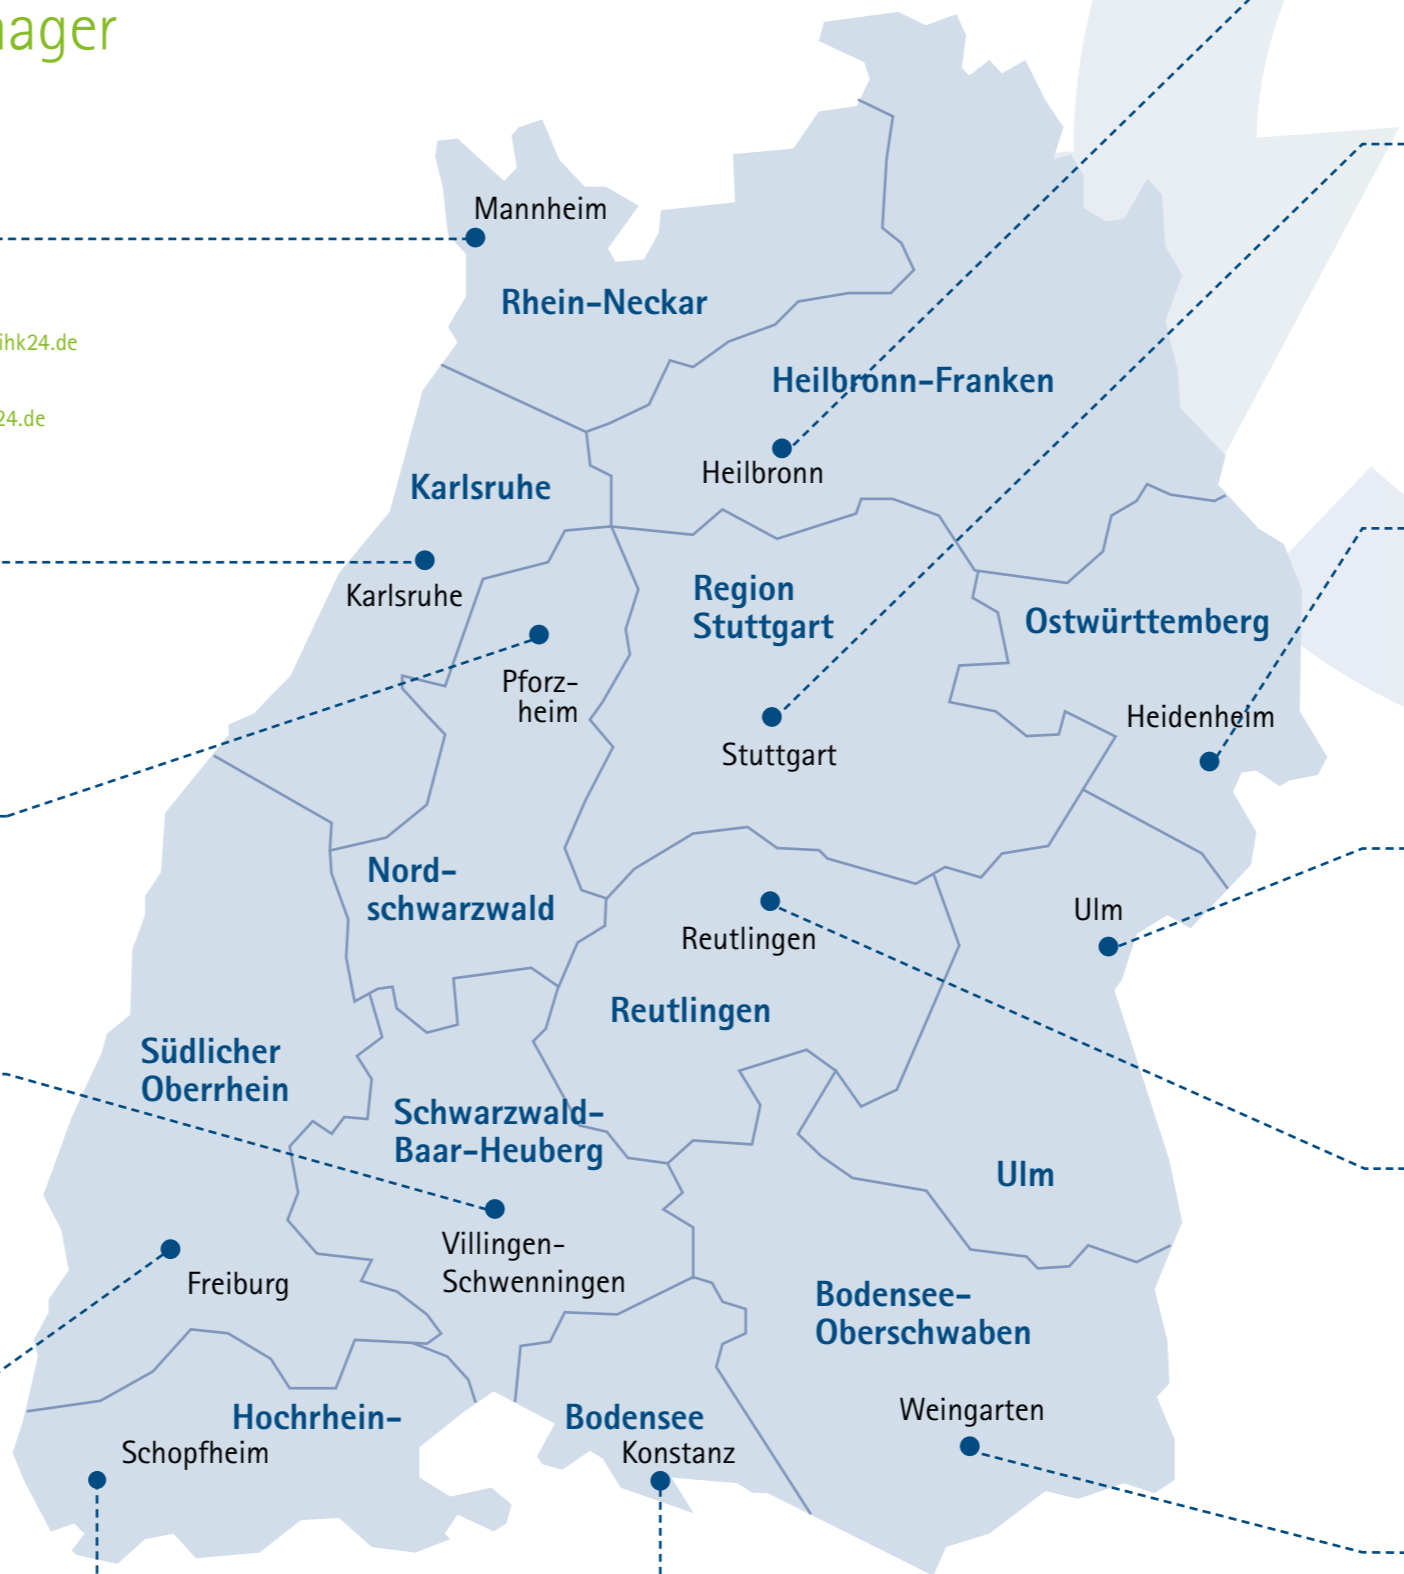 ager
Mannheim
Rhein-Neckar
ihk24.de
Heilbronn-Franken
24.de
Heilbronn
Karlsruhe
Karlsruhe
Region
Stuttgart
Ostwürttemberg
Pforz-
heim
Heidenheim
Stuttgart
Nord-
schwarzwald
Ulm
Reutlingen
Reutlingen
Südlicher
Oberrhein
Schwarzwald-
Baar-Heuberg
Ulm
Villingen-
Schwenningen
Freiburg
Bodensee-
Oberschwaben
Weingarten
Hochrhein-
Bodensee
Schopfheim
Konstanz